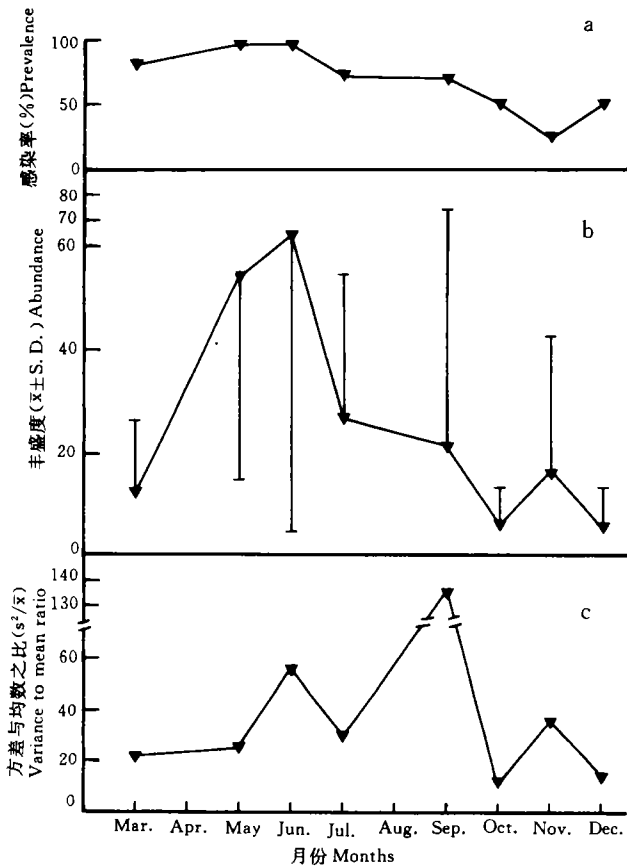 a
100
50
0
感染率(%)Prevalence
b
80
70
60
40
20
0
丰盛度(x̄±S.D.)Abundance
c
140
130
60
40
20
0
方差与均数之比(s²/x̄)
Variance to mean ratio
Mar. Apr. May Jun. Jul. Aug. Sep. Oct. Nov. Dec.
月份 Months